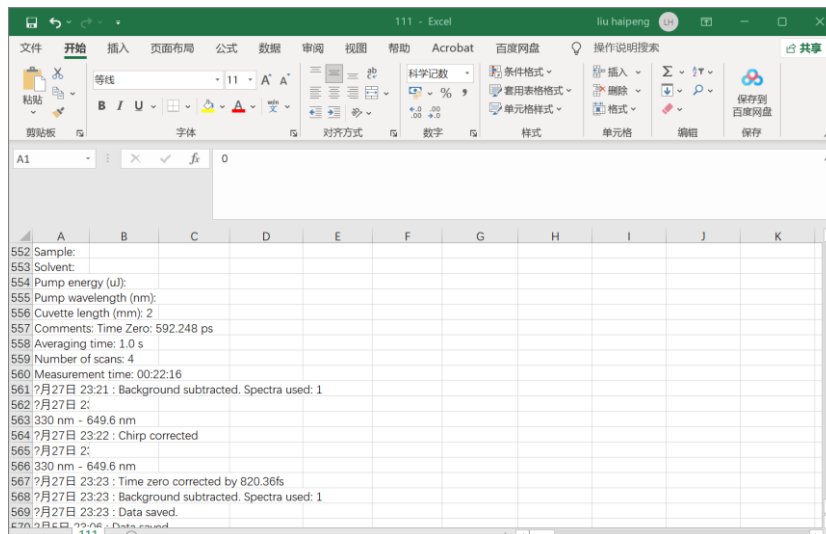 111 - Excel
liu haipeng
LH
文件 开始 插入 页面布局 公式 数据 审阅 视图 帮助 Acrobat 百度网盘 操作说明搜索 共享
等线 11 A A
科学记数
条件格式
插入
粘贴
B I U A
套用表格格式
删除
保存到
百度网盘
单元格样式
格式
剪贴板 字体 对齐方式 数字 样式 单元格 编辑 保存
A1 fx 0
A B C D E F G H I J K
552 Sample:
553 Solvent:
554 Pump energy (uJ):
555 Pump wavelength (nm):
556 Cuvette length (mm): 2
557 Comments: Time Zero: 592.248 ps
558 Averaging time: 1.0 s
559 Number of scans: 4
560 Measurement time: 00:22:16
561 ?月27日 23:21 : Background subtracted. Spectra used: 1
562 ?月27日 23
563 330 nm - 649.6 nm
564 ?月27日 23:22 : Chirp corrected
565 ?月27日 23
566 330 nm - 649.6 nm
567 ?月27日 23:23 : Time zero corrected by 820.36fs
568 ?月27日 23:23 : Background subtracted. Spectra used: 1
569 ?月27日 23:23 : Data saved.
570 ?月5日 23:06 : Data saved
111